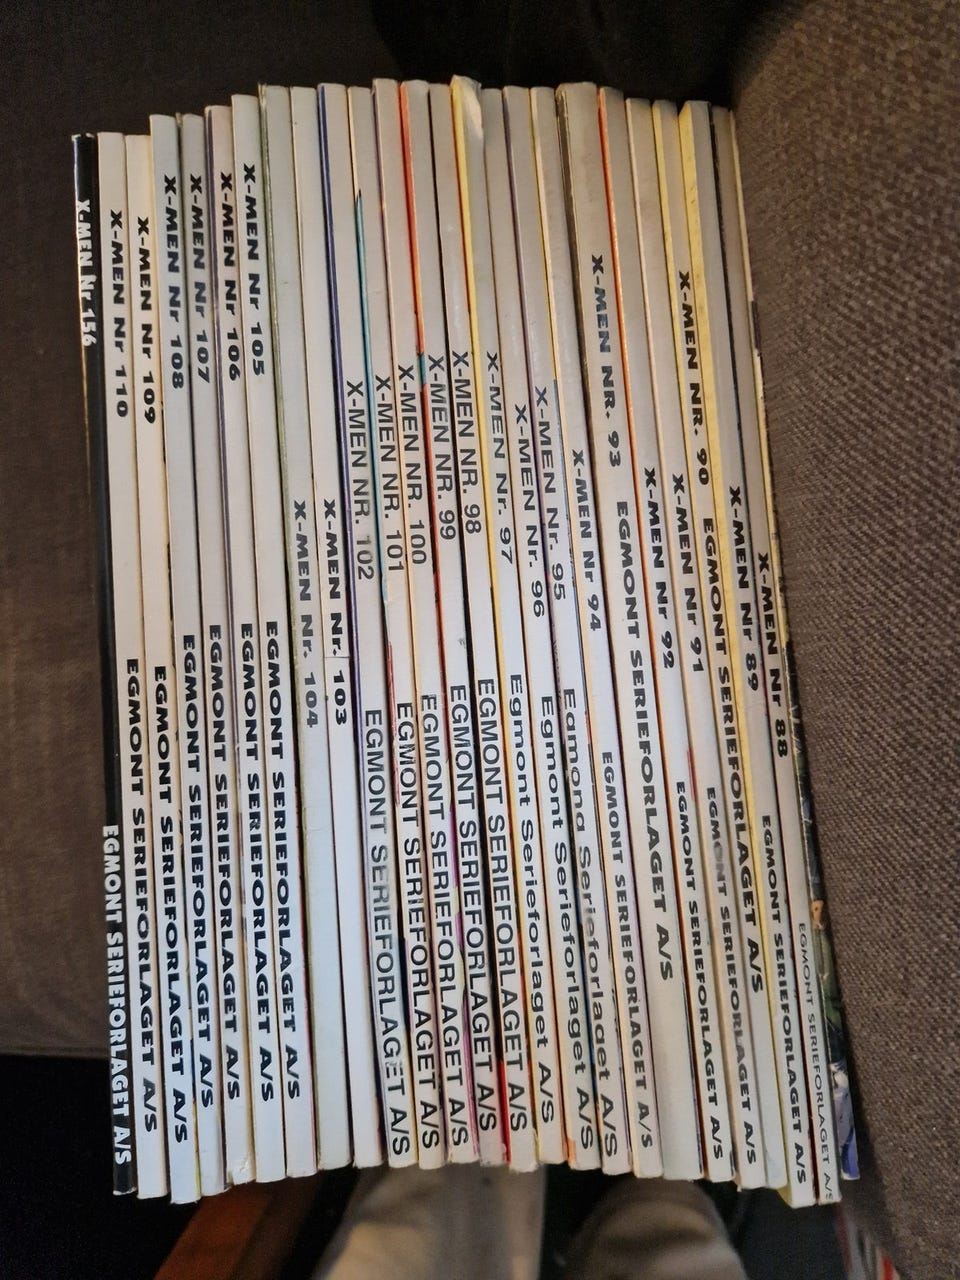 X-MEN Nr 156 EGMONT SERIEFORLAGET A/S
X-MEN Nr 110 EGMONT SERIEFORLAGET A/S
X-MEN Nr 109 EGMONT SERIEFORLAGET A/S
X-MEN Nr 108 EGMONT SERIEFORLAGET A/S
X-MEN Nr 107 EGMONT SERIEFORLAGET A/S
X-MEN Nr 106 EGMONT SERIEFORLAGET A/S
X-MEN Nr 105 EGMONT SERIEFORLAGET A/S
X-MEN Nr. 104
X-MEN Nr. 103
X-MEN NR. 102 EGMONT SERIEFORLAGET A/S
X-MEN NR. 101 EGMONT SERIEFORLAGET A/S
X-MEN NR. 100 EGMONT SERIEFORLAGET A/S
X-MEN NR. 99 EGMONT SERIEFORLAGET A/S
X-MEN NR. 98 EGMONT SERIEFORLAGET A/S
X-MEN Nr. 97 Egmont Serieforlaget A/S
X-MEN Nr. 96 Egmont Serieforlaget A/S
X-MEN Nr. 95 Serieforlaget A/S
X-MEN Nr 94 EGMONT SERIEFORLAGET A/S
X-MEN NR. 93 EGMONT SERIEFORLAGET A/S
X-MEN Nr 92 EGMONT SERIEFORLAGET A/S
X-MEN Nr 91 EGMONT SERIEFORLAGET A/S
X-MEN NR. 90 EGMONT SERIEFORLAGET A/S
X-MEN Nr 89 EGMONT SERIEFORLAGET A/S
X-MEN Nr 88 EGMONT SERIEFORLAGET A/S